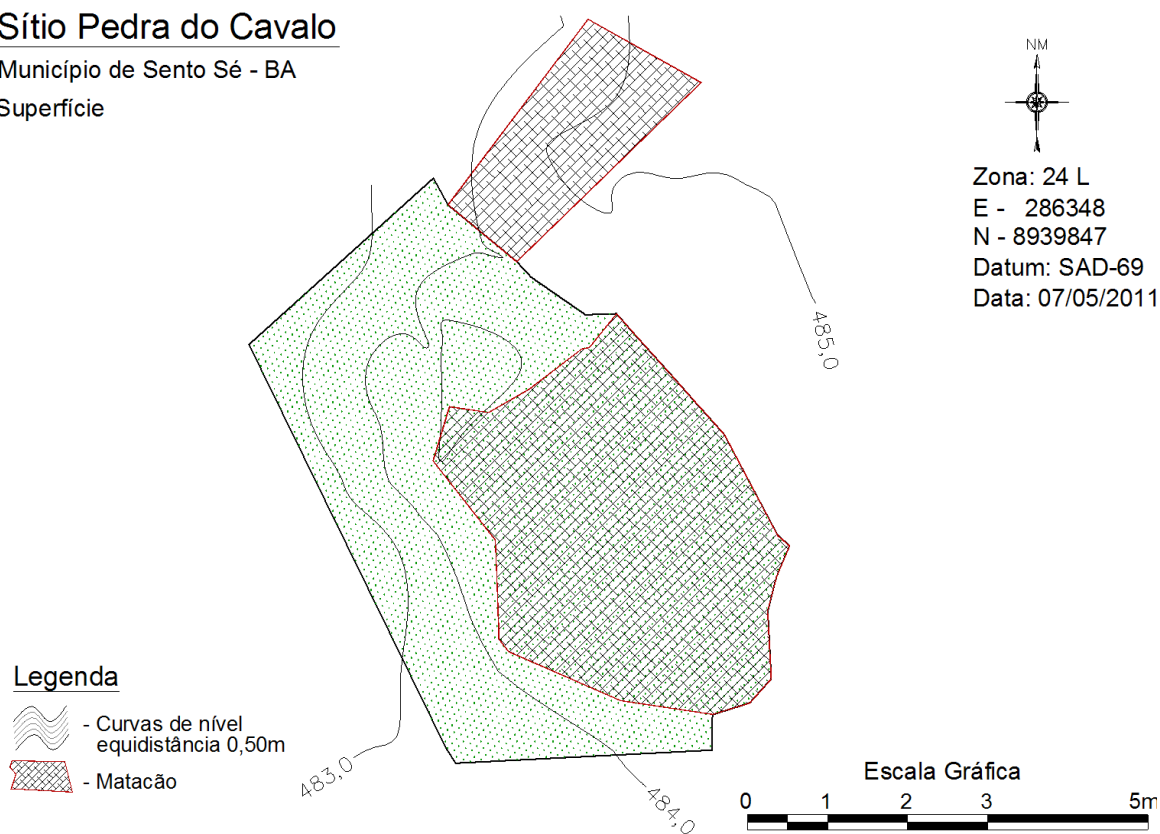 Sítio Pedra do Cavalo
Município de Sento Sé - BA
Superfície
NM
Zona: 24 L
E - 286348
N - 8939847
Datum: SAD-69
Data: 07/05/2011
485,0
483,0
484,0
Legenda
- Curvas de nível
equidistância 0,50m
- Matacão
Escala Gráfica
0 1 2 3 5m